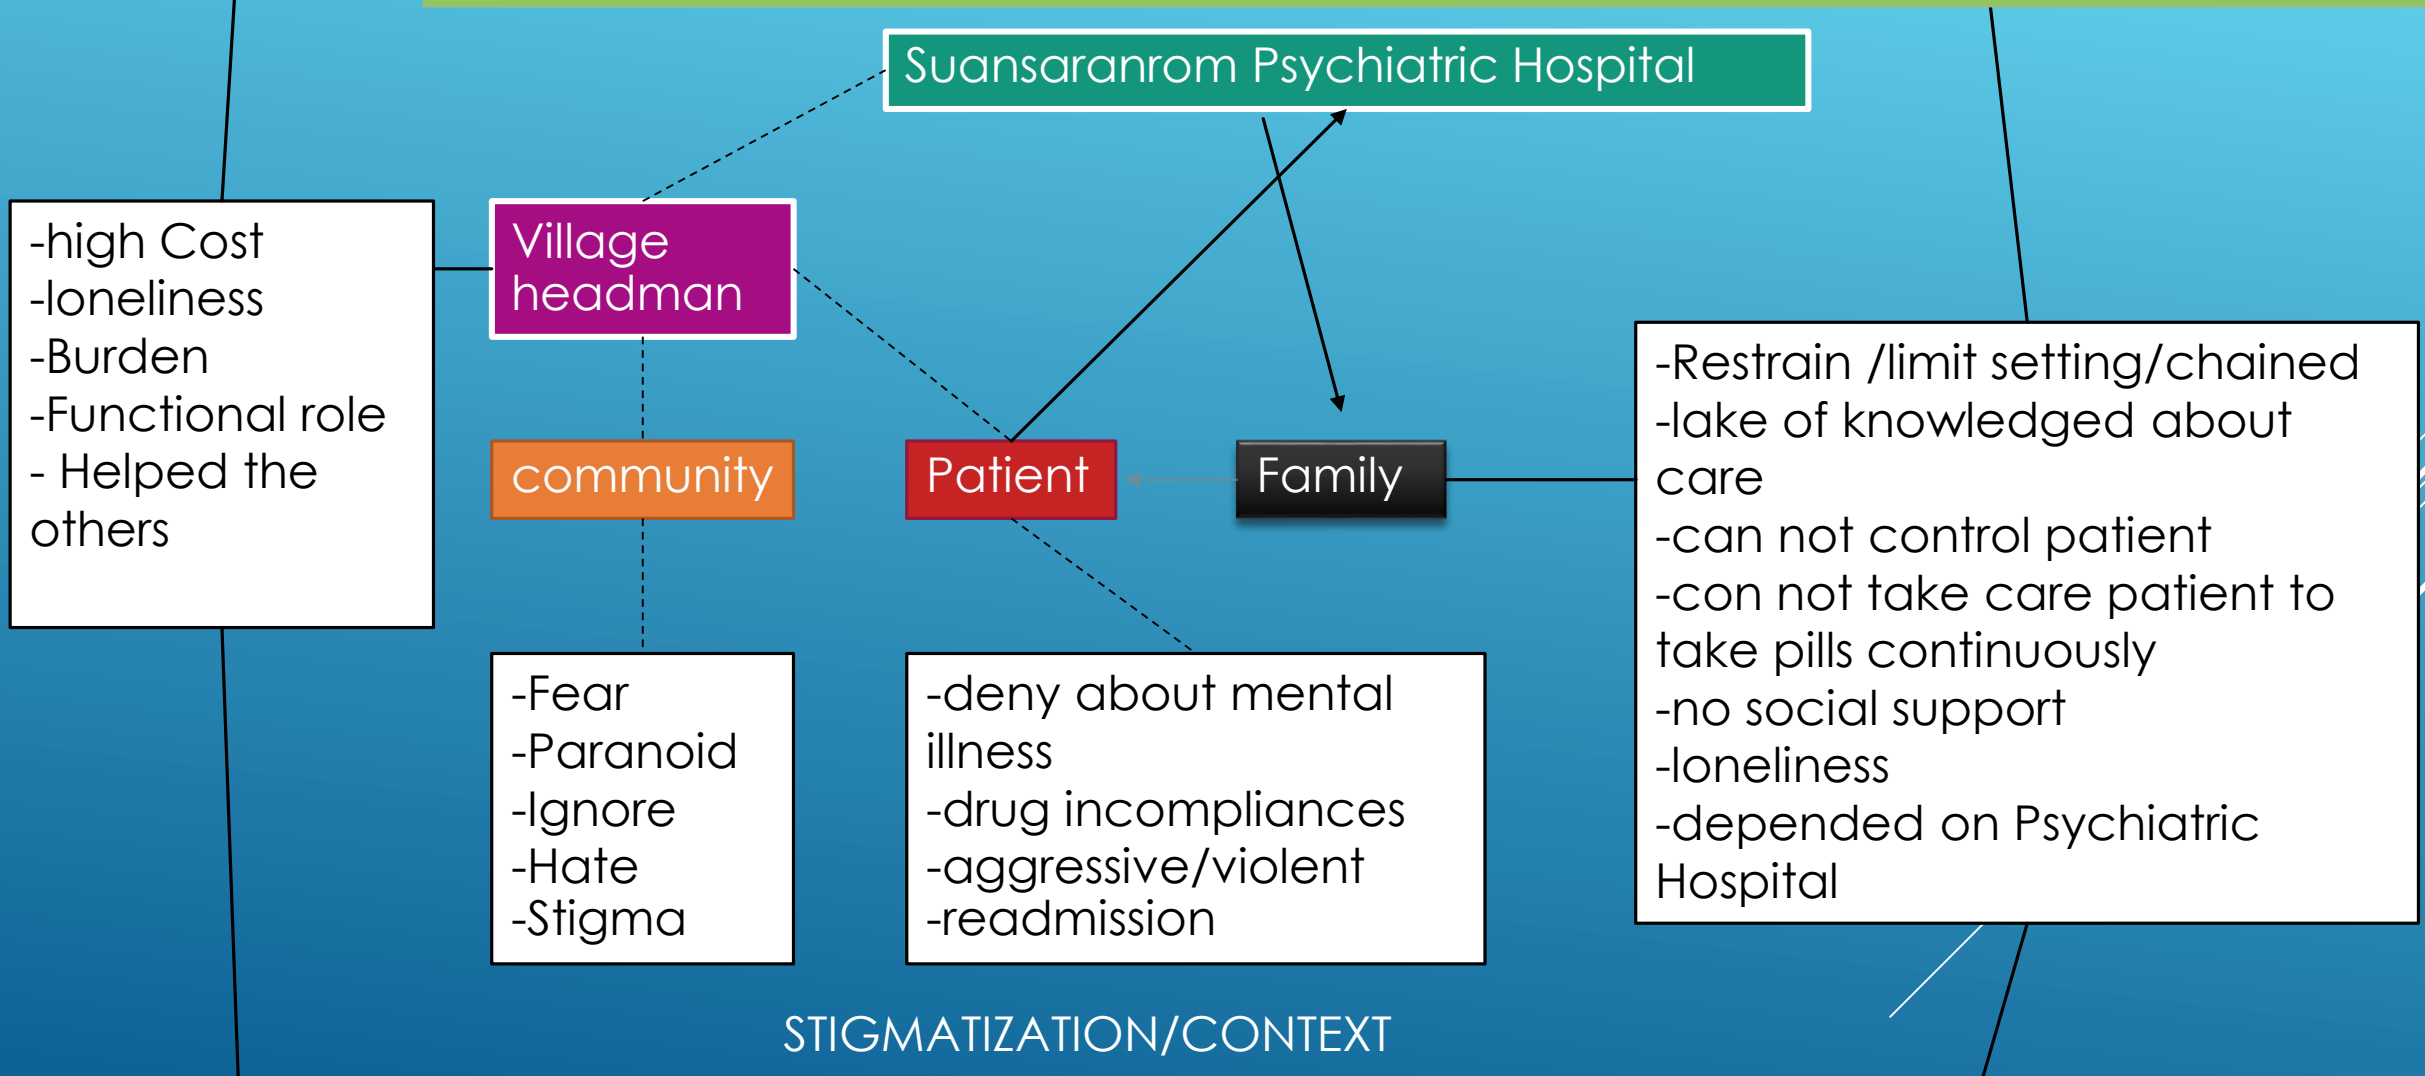 Suansaranrom Psychiatric Hospital
-high Cost
-loneliness
-Burden
-Functional role
- Helped the
others
Village
headman
community
Patient
Family
-Restrain /limit setting/chained
-lake of knowledged about
care
-can not control patient
-con not take care patient to
take pills continuously
-no social support
-loneliness
-depended on Psychiatric
Hospital
-Fear
-Paranoid
-Ignore
-Hate
-Stigma
-deny about mental
illness
-drug incompliances
-aggressive/violent
-readmission
STIGMATIZATION/CONTEXT